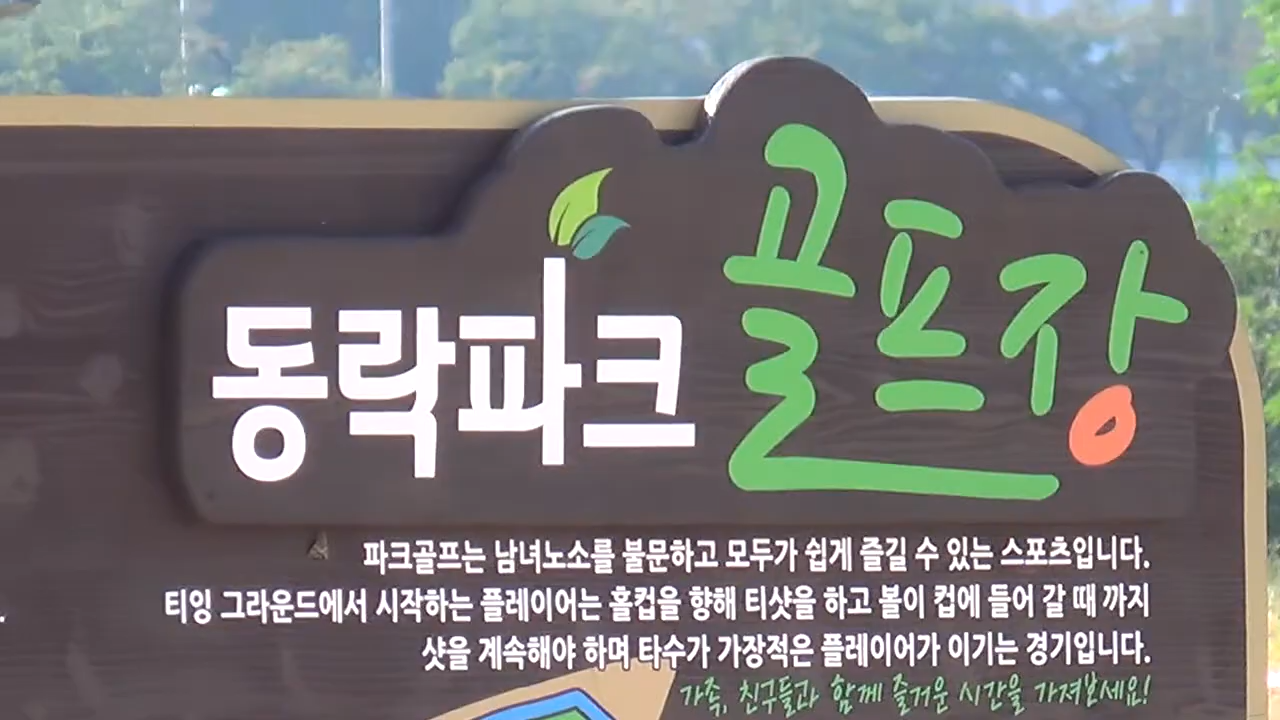 동락파크 골프장
파크골프는 남녀노소를 불문하고 모두가 쉽게 즐길 수 있는 스포츠입니다.
티잉 그라운드에서 시작하는 플레이어는 홀컵을 향해 티샷을 하고 볼이 컵에 들어 갈 때 까지
샷을 계속해야 하며 타수가 가장적은 플레이어가 이기는 경기입니다.
가족, 친구들과 함께 즐거운 시간을 가져보세요!